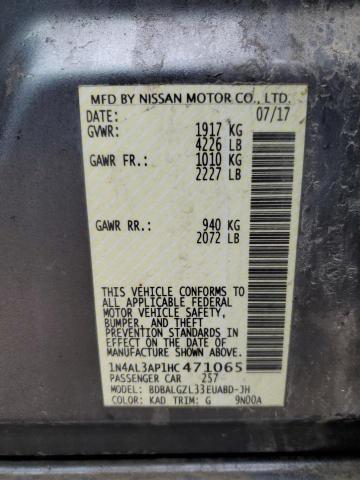 MFD BY NISSAN MOTOR CO., LTD.
DATE: 07/17
GVWR: 1917 KG
4226 LB
GAWR FR.: 1010 KG
2227 LB
GAWR RR.: 940 KG
2072 LB
THIS VEHICLE CONFORMS TO
ALL APPLICABLE FEDERAL
MOTOR VEHICLE SAFETY,
BUMPER, AND THEFT
PREVENTION STANDARDS IN
EFFECT ON THE DATE OF
MANUFACTURE SHOWN ABOVE.
1N4AL3AP1HC471065
PASSENGER CAR 257
MODEL: BDBALGZL33EUABD-JH
COLOR: KAD TRIM: G 9N00A